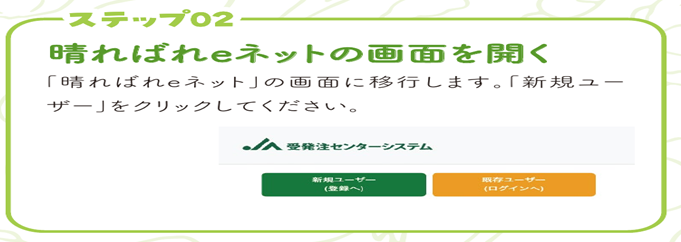 ステップ02
晴ればれeネットの画面を開く
「晴ればれeネット」の画面に移行します。「新規ユー
ザー」をクリックしてください。
JA 受発注センターシステム
新規ユーザー
(登録へ)
既存ユーザー
(ログインへ)